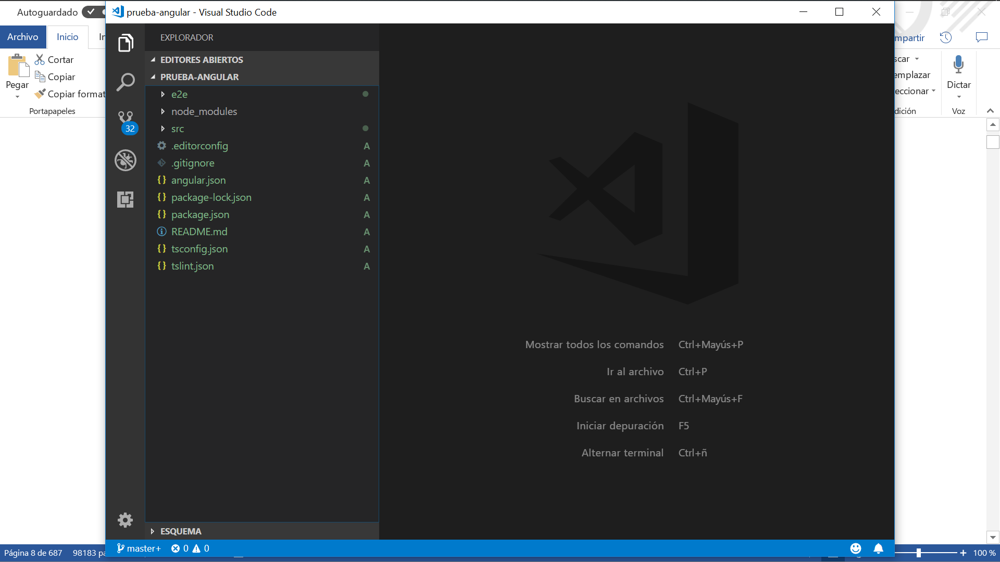 Autoguardado
prueba-angular - Visual Studio Code
Archivo
Inicio
In
mpartir
Cortar
Copiar
Copiar format
Pegar
Portapapeles
EXPLORADOR
EDITORES ABIERTOS
PRUEBA-ANGULAR
e2e
node_modules
src
.editorconfig A
.gitignore A
angular.json A
package-lock.json A
package.json A
README.md A
tsconfig.json A
tslint.json A
32
ESQUEMA
Mostrar todos los comandos Ctrl+Mayús+P
Ir al archivo Ctrl+P
Buscar en archivos Ctrl+Mayús+F
Iniciar depuración F5
Alternar terminal Ctrl+ñ
scar
emplazar
eccionar
dición
Dictar
Voz
master+ 0 0
Página 8 de 687 98183 pa
100 %